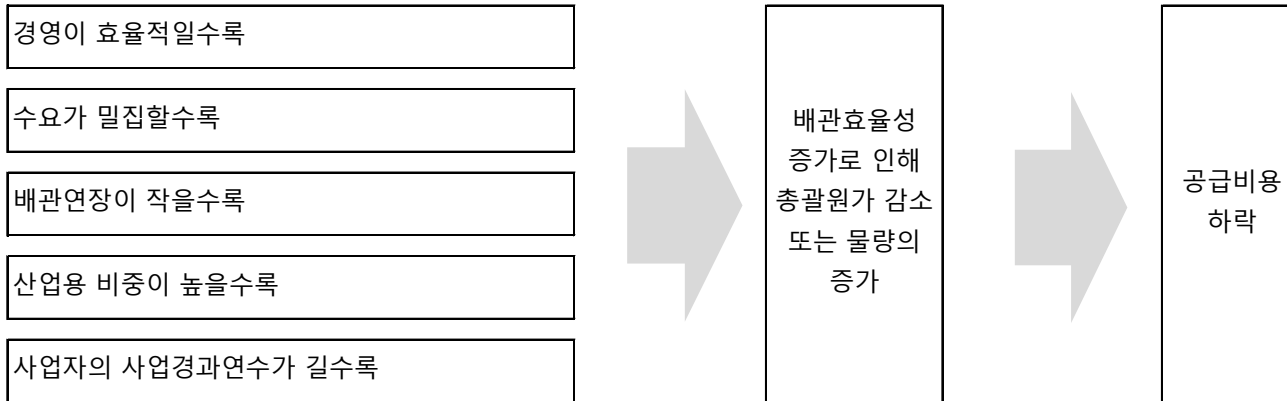 경영이 효율적일수록
수요가 밀집할수록
배관연장이 작을수록
산업용 비중이 높을수록
사업자의 사업경과연수가 길수록
배관효율성
증가로 인해
총괄원가 감소
또는 물량의
증가
공급비용
하락